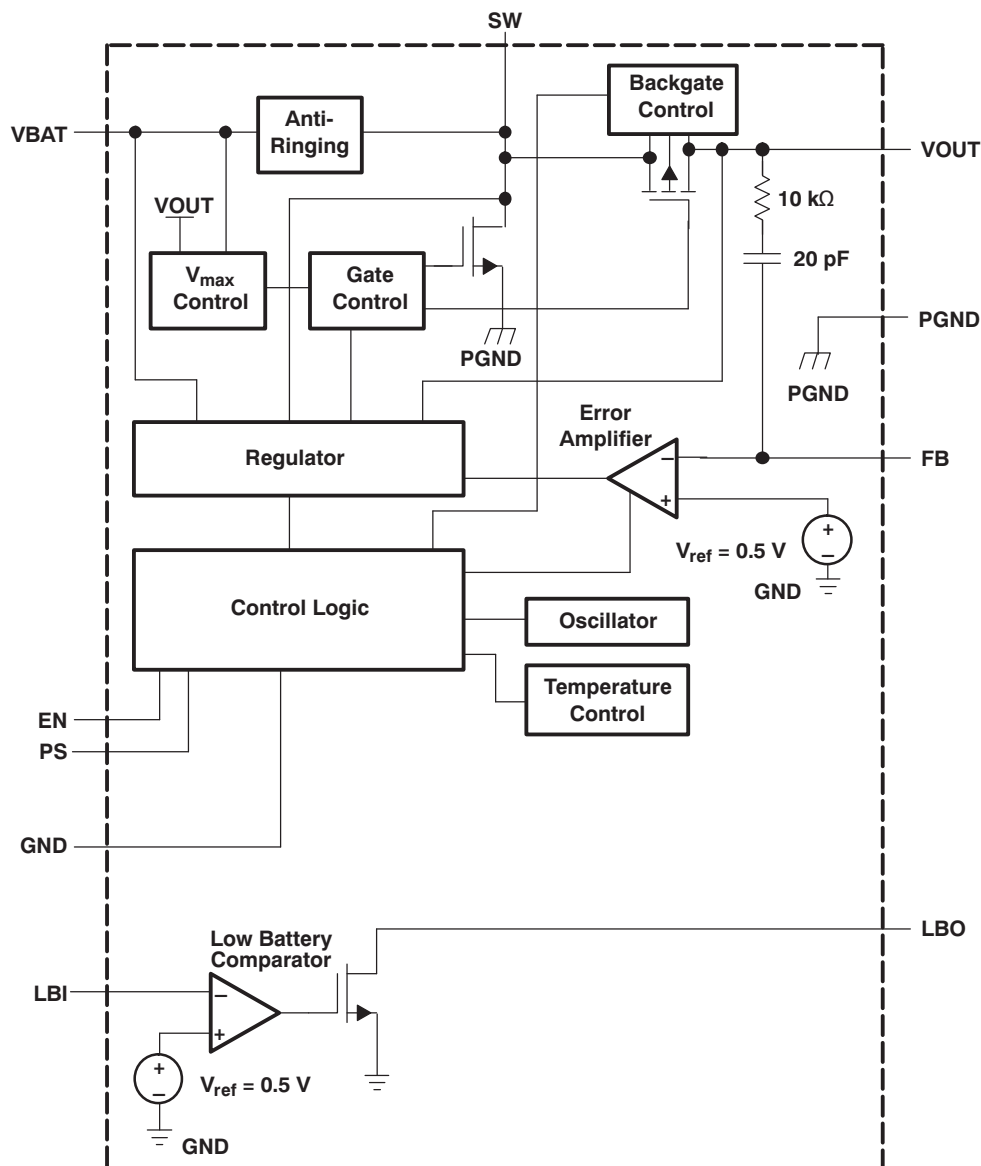 SW
Backgate
Control
Anti-
Ringing
VBAT
VOUT
VOUT
10 kΩ
20 pF
Vmax
Control
Gate
Control
PGND
PGND
PGND
Error
Amplifier
Regulator
−
FB
+
Vref = 0.5 V
+
−
GND
Control Logic
Oscillator
Temperature
Control
EN
PS
GND
LBO
Low Battery
Comparator
LBI
−
+
+
−
Vref = 0.5 V
GND